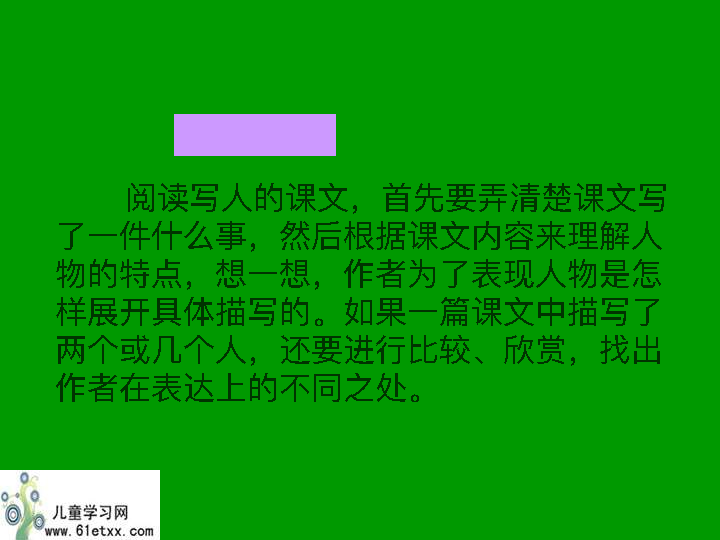 阅读写人的课文，首先要弄清楚课文写
了一件什么事，然后根据课文内容来理解人
物的特点，想一想，作者为了表现人物是怎
样展开具体描写的。如果一篇课文中描写了
两个或几个人，还要进行比较、欣赏，找出
作者在表达上的不同之处。
儿童学习网
www.61etxx.com